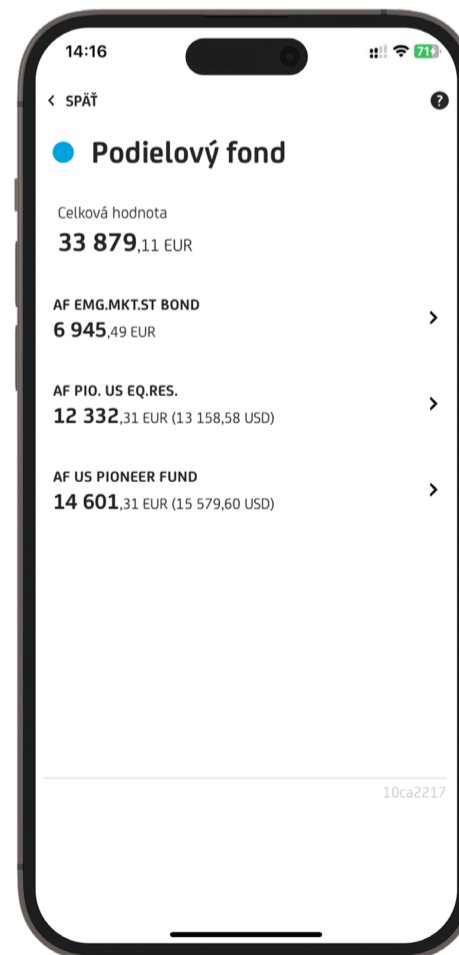 14:16
71
< SPÄŤ
?
Podielový fond
Celková hodnota
33 879,11 EUR
AF EMG.MKT.ST BOND
6 945,49 EUR
AF PIO. US EQ.RES.
12 332,31 EUR (13 158,58 USD)
AF US PIONEER FUND
14 601,31 EUR (15 579,60 USD)
10ca2217